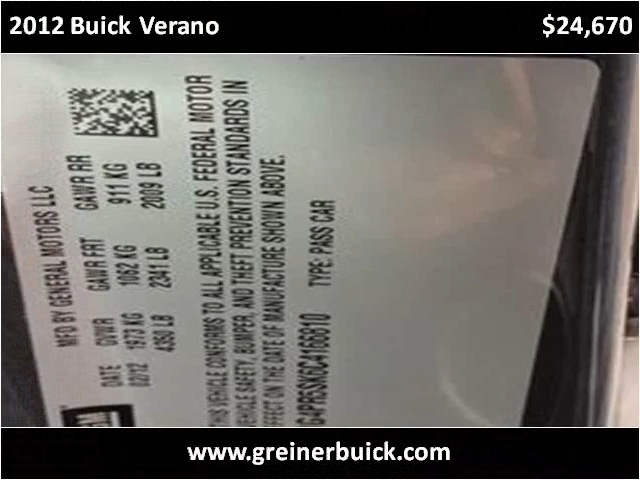 2012 Buick Verano $24,670
MFD BY GENERAL MOTORS LLC
DATE GVWR GAWR FRT GAWR RR
02/12 1973 KG 1062 KG 911 KG
4350 LB 2341 LB 2009 LB
THIS VEHICLE CONFORMS TO ALL APPLICABLE U.S. FEDERAL MOTOR
VEHICLE SAFETY, BUMPER, AND THEFT PREVENTION STANDARDS IN
EFFECT ON THE DATE OF MANUFACTURE SHOWN ABOVE.
TYPE: PASS CAR
www.greinerbuick.com